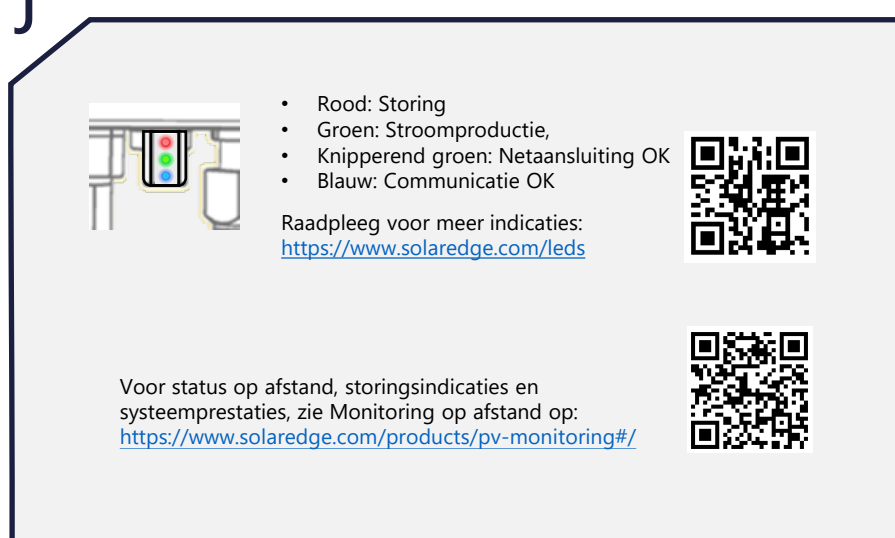 • Rood: Storing
• Groen: Stroomproductie,
• Knipperend groen: Netaansluiting OK
• Blauw: Communicatie OK
Raadpleeg voor meer indicaties:
https://www.solaredge.com/leds
Voor status op afstand, storingsindicaties en
systeemprestaties, zie Monitoring op afstand op:
https://www.solaredge.com/products/pv-monitoring#/